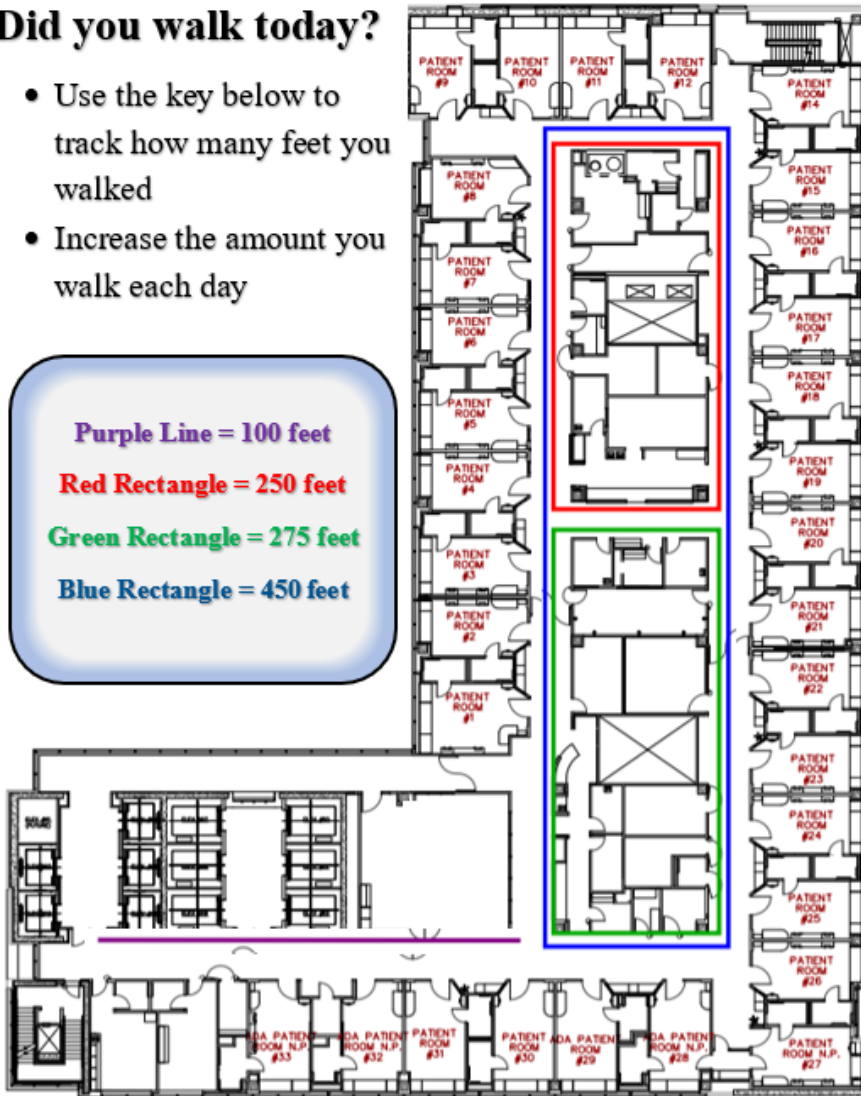 Did you walk today?
• Use the key below to
track how many feet you
walked
• Increase the amount you
walk each day
Purple Line = 100 feet
Red Rectangle = 250 feet
Green Rectangle = 275 feet
Blue Rectangle = 450 feet
PATIENT
ROOM
#9
PATIENT
ROOM
#10
PATIENT
ROOM
#11
PATIENT
ROOM
#12
PATIENT
ROOM
#14
PATIENT
ROOM
#8
PATIENT
ROOM
#15
PATIENT
ROOM
#7
PATIENT
ROOM
#16
PATIENT
ROOM
#6
PATIENT
ROOM
#17
PATIENT
ROOM
#5
PATIENT
ROOM
#18
PATIENT
ROOM
#4
PATIENT
ROOM
#19
PATIENT
ROOM
#3
PATIENT
ROOM
#20
PATIENT
ROOM
#2
PATIENT
ROOM
#21
PATIENT
ROOM
#1
PATIENT
ROOM
#22
PATIENT
ROOM
#23
PATIENT
ROOM
#24
PATIENT
ROOM
#25
PATIENT
ROOM
#26
PATIENT
ROOM N.P.
#27
ADA PATIENT
ROOM N.P.
#33
ADA PATIENT
ROOM N.P.
#32
PATIENT
ROOM
#31
PATIENT
ROOM
#30
ADA PATIENT
ROOM
#29
ADA PATIENT
ROOM N.P.
#28